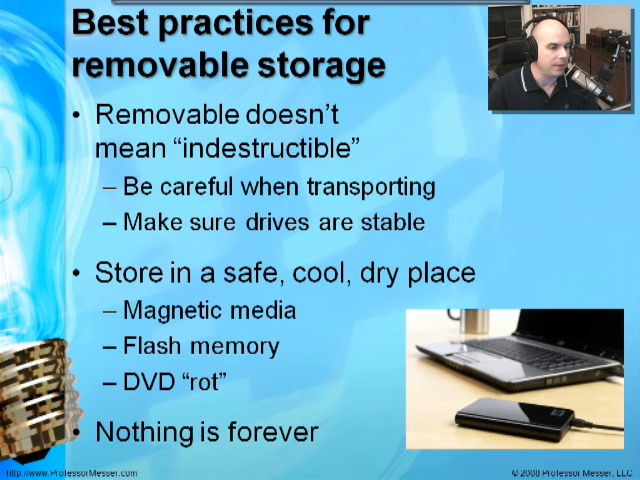 Best practices for
removable storage
• Removable doesn’t
mean “indestructible”
– Be careful when transporting
– Make sure drives are stable
• Store in a safe, cool, dry place
– Magnetic media
– Flash memory
– DVD “rot”
• Nothing is forever
http://www.ProfessorMesser.com
© 2008 Professor Messer, LLC